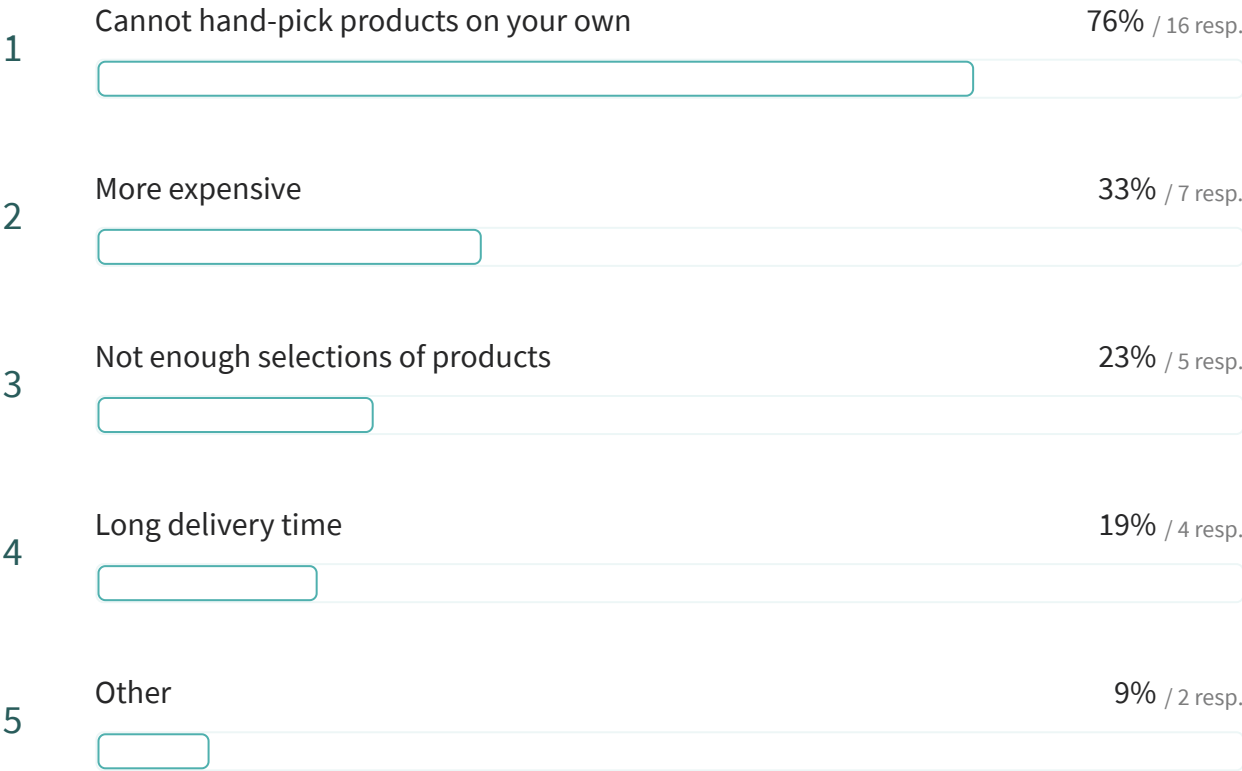 1
Cannot hand-pick products on your own
76% / 16 resp.
2
More expensive
33% / 7 resp.
3
Not enough selections of products
23% / 5 resp.
4
Long delivery time
19% / 4 resp.
5
Other
9% / 2 resp.